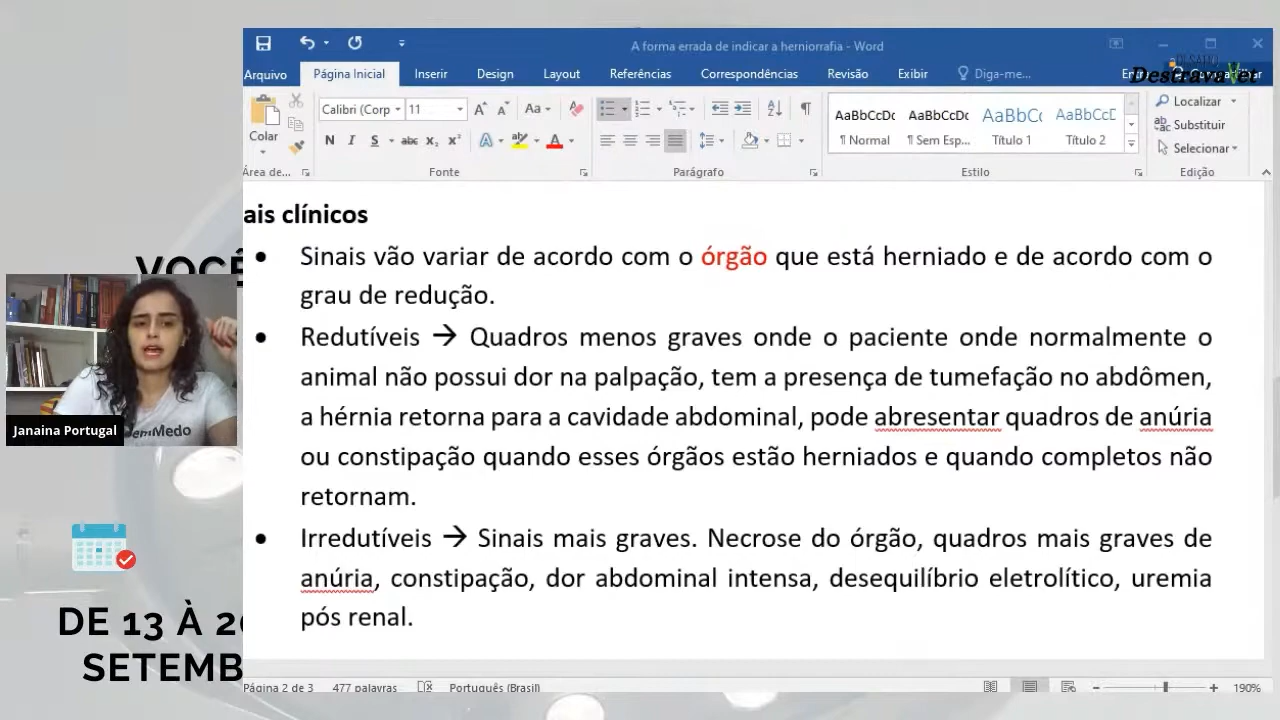 A forma errada de indicar a herniorrafia - Word
Arquivo
Página Inicial
Inserir
Design
Layout
Referências
Correspondências
Revisão
Exibir
Diga-me...
DestravaVet
Colar
Calibri (Corp
11
Aa
N I S abc x₂ x²
AaBbCcDc
AaBbCcDc
AaBbCc
AaBbCcD
¶ Normal
¶ Sem Esp...
Título 1
Título 2
Localizar
Substituir
Selecionar
Área de...
Fonte
Parágrafo
Estilo
Edição
ais clínicos
• Sinais vão variar de acordo com o órgão que está herniado e de acordo com o
grau de redução.
• Redutíveis → Quadros menos graves onde o paciente onde normalmente o
animal não possui dor na palpação, tem a presença de tumefação no abdômen,
a hérnia retorna para a cavidade abdominal, pode abresentar quadros de anúria
ou constipação quando esses órgãos estão herniados e quando completos não
retornam.
• Irredutíveis → Sinais mais graves. Necrose do órgão, quadros mais graves de
anúria, constipação, dor abdominal intensa, desequilíbrio eletrolítico, uremia
pós renal.
Página 2 de 3
477 palavras
Português (Brasil)
190%
VOCÊ
emMedo
Janaina Portugal
DE 13 À 2
SETEMB